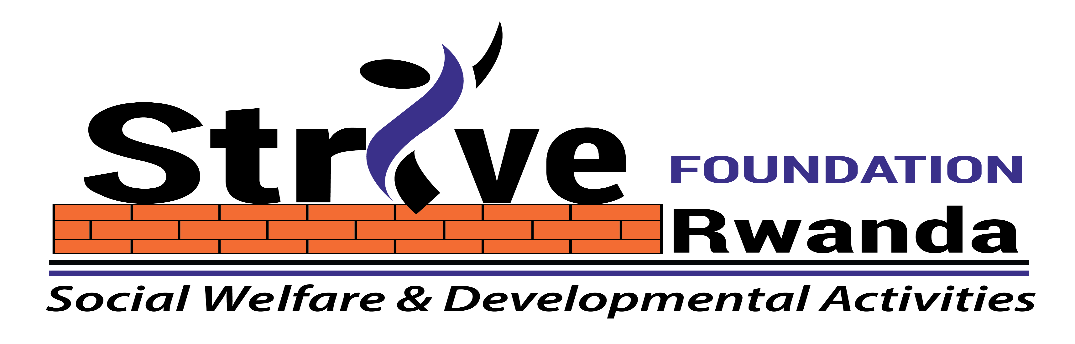 Strive
FOUNDATION
Rwanda
Social Welfare & Developmental Activities